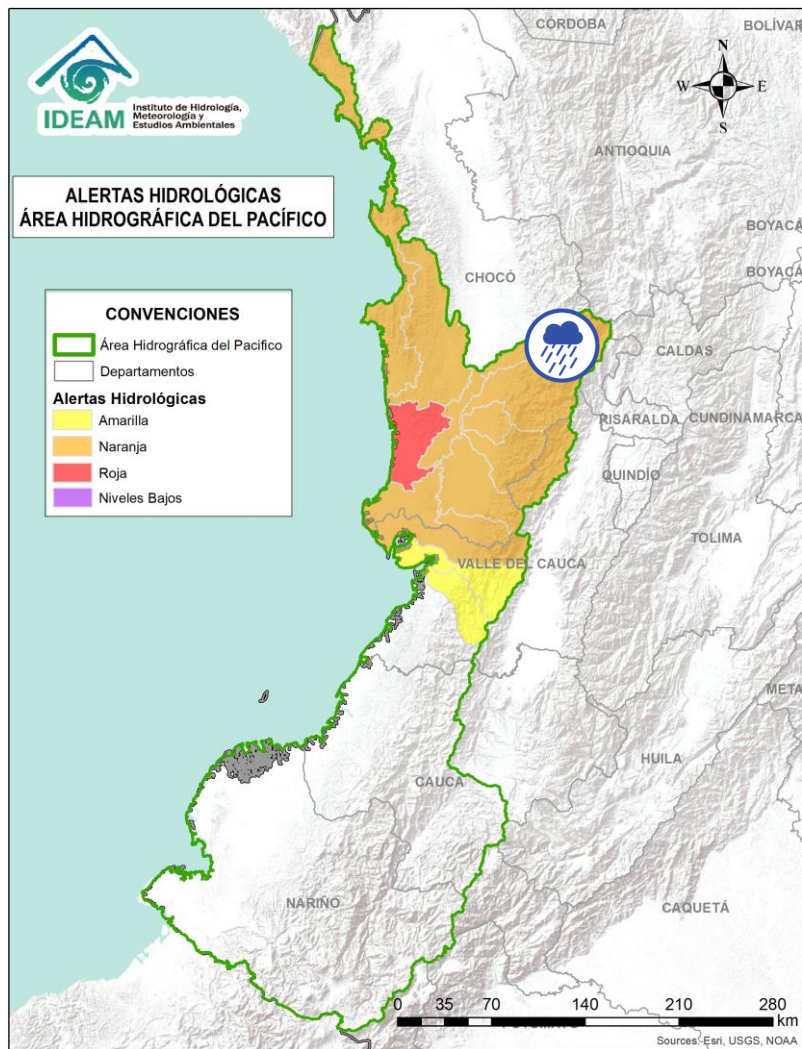 IDEAM
Instituto de Hidrología,
Meteorología y
Estudios Ambientales
ALERTAS HIDROLÓGICAS
ÁREA HIDROGRÁFICA DEL PACÍFICO
CONVENCIONES
Área Hidrográfica del Pacifico
Departamentos
Alertas Hidrológicas
Amarilla
Naranja
Roja
Niveles Bajos
CÓRDOBA
BOLÍVAR
N
W
E
S
ANTIOQUIA
BOYACÁ
BOYACÁ
CHOCÓ
CALDAS
RISARALDA
CUNDINAMARCA
QUINDÍO
TOLIMA
VALLE DEL CAUCA
META
HUILA
CAUCA
NARIÑO
CAQUETÁ
0 35 70 140 210 280
km
Sources: Esri, USGS, NOAA